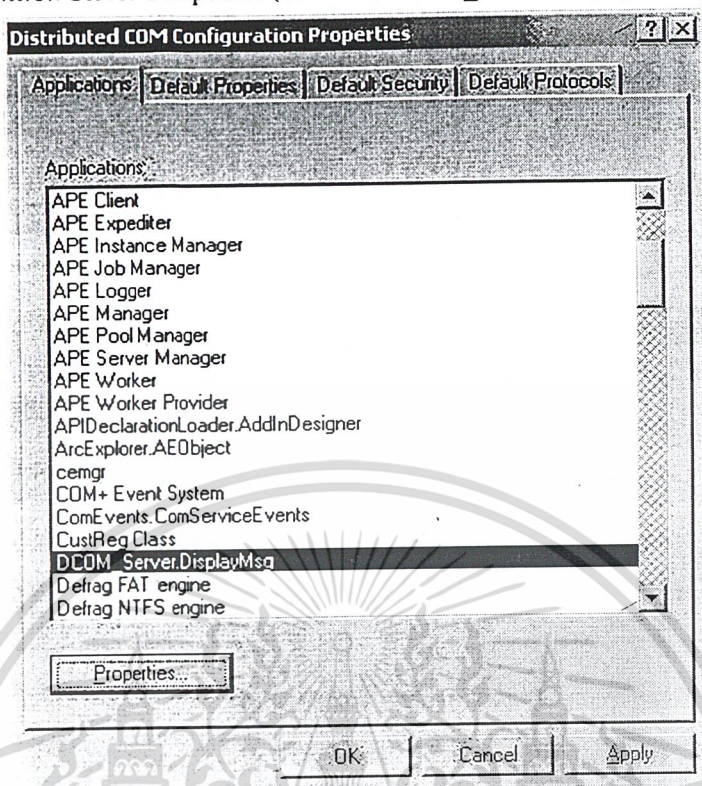 Distributed COM Configuration Properties
Applications Default Properties Default Security Default Protocols
Applications:
APE Client
APE Expediter
APE Instance Manager
APE Job Manager
APE Logger
APE Manager
APE Pool Manager
APE Server Manager
APE Worker
APE Worker Provider
APIDeclarationLoader.AddInDesigner
ArcExplorer.AEObject
cemgr
COM+ Event System
ComEvents.ComServiceEvents
CustReg Class
DCOM_Server.DisplayMsg
Defrag FAT engine
Defrag NTFS engine
Properties...
OK Cancel Apply